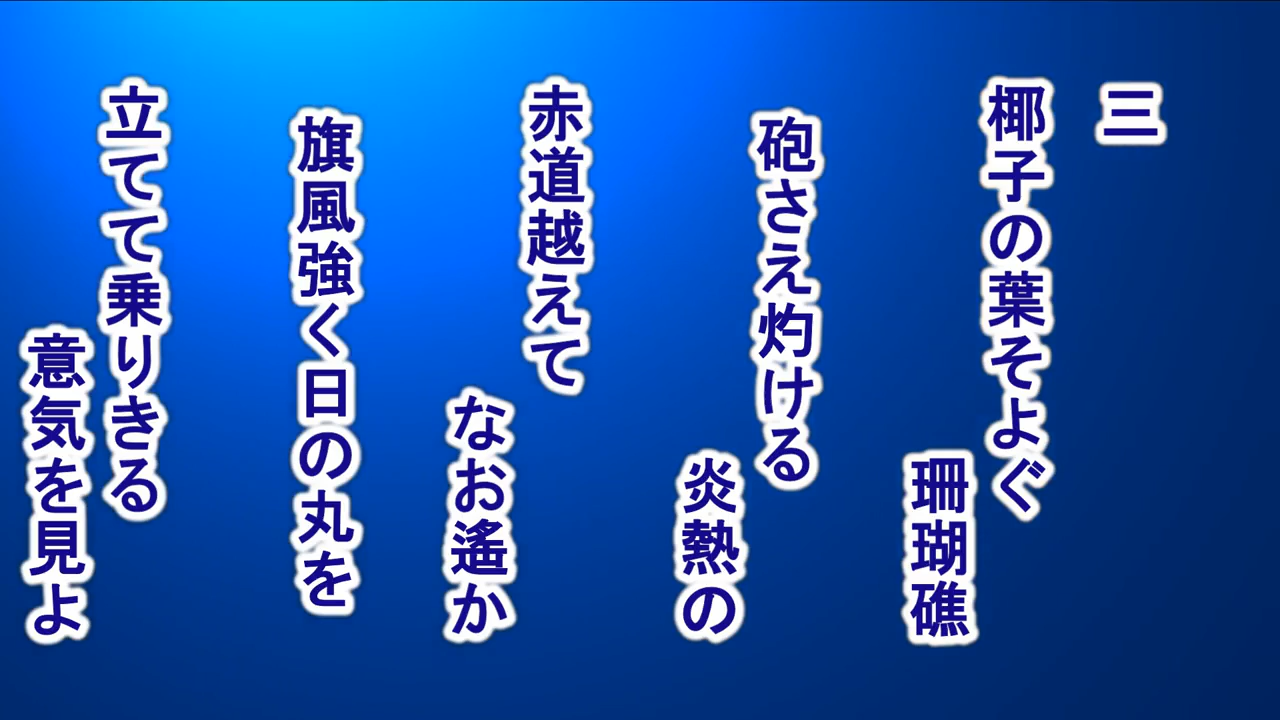 三
椰子の葉そよぐ
珊瑚礁
砲さえ灼ける
炎熱の
赤道越えて
なお遙か
旗風強く日の丸を
立てて乗りきる
意気を見よ